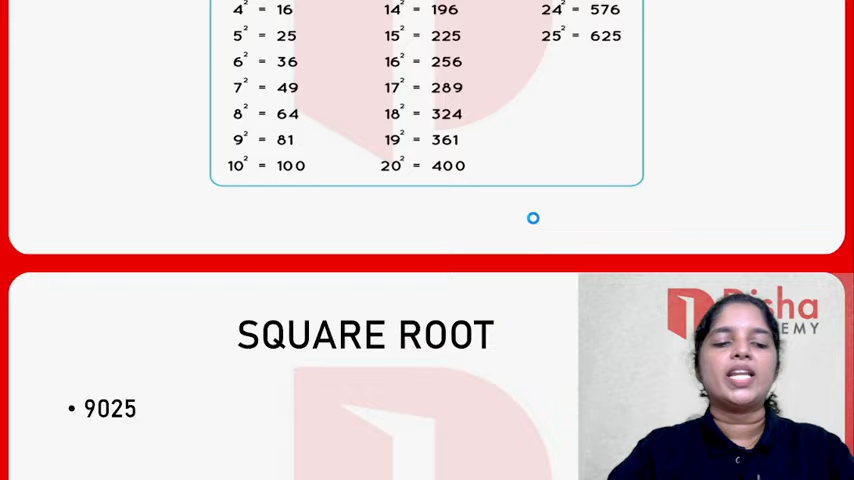 4² = 16 14² = 196 24² = 576
5² = 25 15² = 225 25² = 625
6² = 36 16² = 256
7² = 49 17² = 289
8² = 64 18² = 324
9² = 81 19² = 361
10² = 100 20² = 400
SQUARE ROOT
• 9025